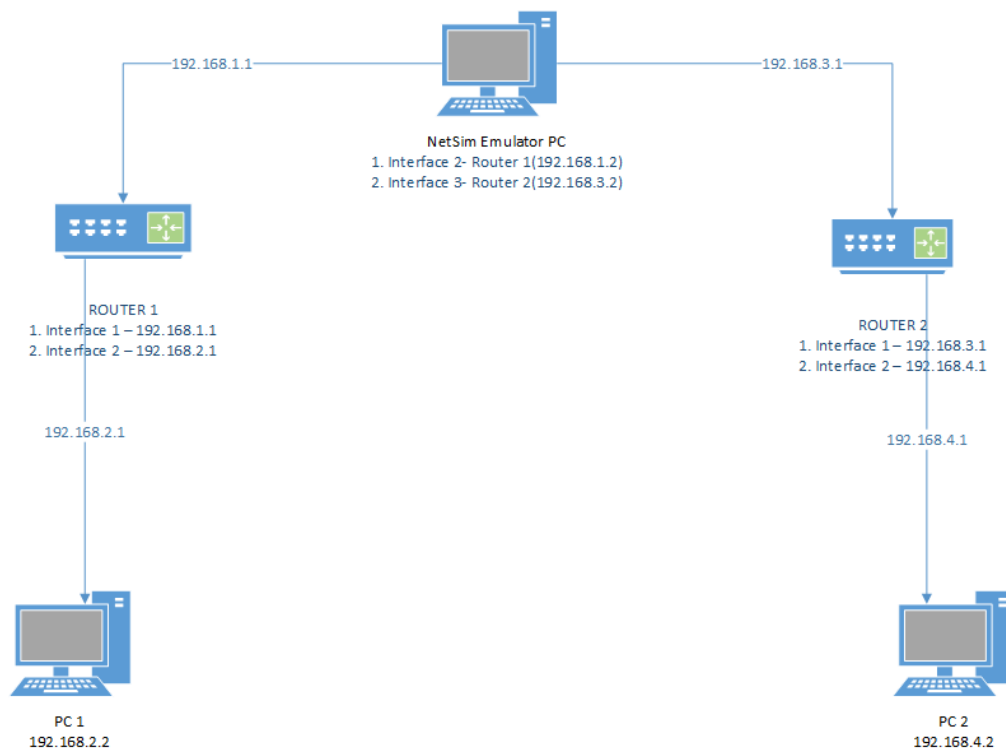 192.168.1.1
192.168.3.1
NetSim Emulator PC
1. Interface 2- Router 1(192.168.1.2)
2. Interface 3- Router 2(192.168.3.2)
ROUTER 1
1. Interface 1 – 192.168.1.1
2. Interface 2 – 192.168.2.1
ROUTER 2
1. Interface 1 – 192.168.3.1
2. Interface 2 – 192.168.4.1
192.168.2.1
192.168.4.1
PC 1
192.168.2.2
PC 2
192.168.4.2